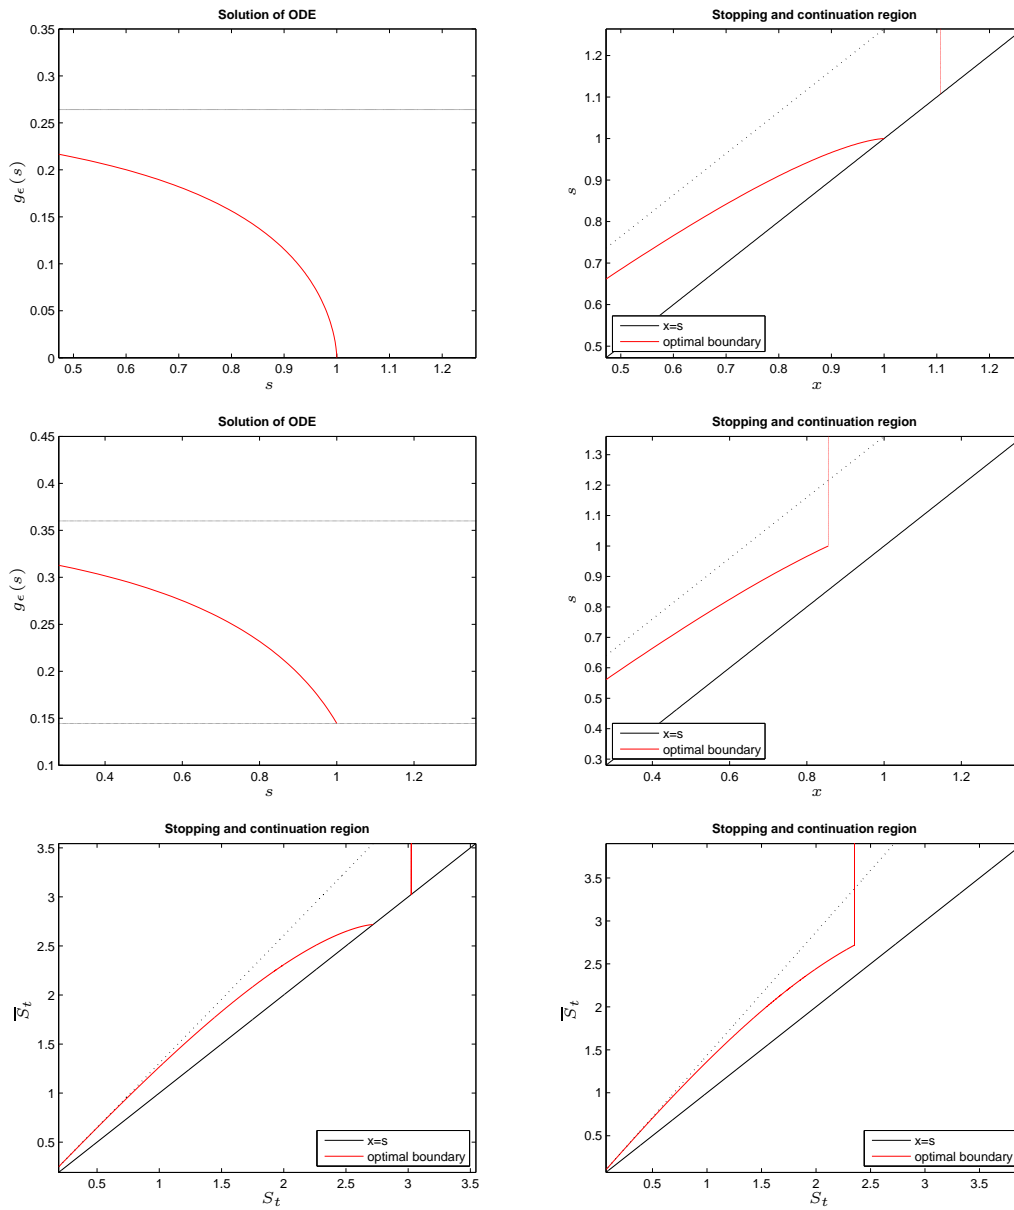 Solution of ODE
0.35
0.3
0.25
0.2
0.15
0.1
0.05
0
g_ϵ(s)
0.5 0.6 0.7 0.8 0.9 1 1.1 1.2
s
Stopping and continuation region
1.2
1.1
1
0.9
0.8
0.7
0.6
0.5
s
x=s
optimal boundary
0.5 0.6 0.7 0.8 0.9 1 1.1 1.2
x
Solution of ODE
0.45
0.4
0.35
0.3
0.25
0.2
0.15
0.1
g_ϵ(s)
0.4 0.6 0.8 1 1.2
s
Stopping and continuation region
1.3
1.2
1.1
1
0.9
0.8
0.7
0.6
0.5
0.4
0.3
s
x=s
optimal boundary
0.4 0.6 0.8 1 1.2
x
Stopping and continuation region
3.5
3
2.5
2
1.5
1
0.5
S̅_t
x=s
optimal boundary
0.5 1 1.5 2 2.5 3 3.5
S_t
Stopping and continuation region
3.5
3
2.5
2
1.5
1
0.5
S̅_t
x=s
optimal boundary
0.5 1 1.5 2 2.5 3 3.5
S_t